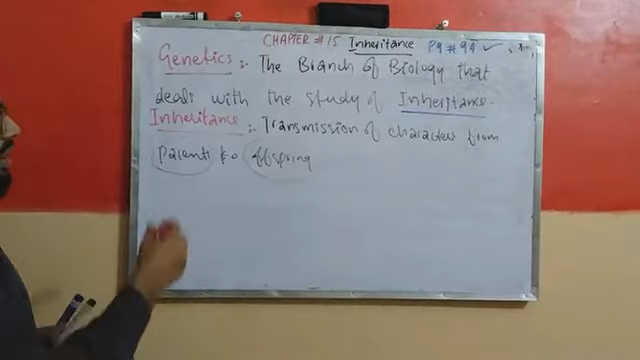 CHAPTER # 15 Inheritance Pg # 94
Genetics :. The Branch of Biology that
deals with the study of Inheritance.
Inheritance :. Transmission of characters from
parents to offspring